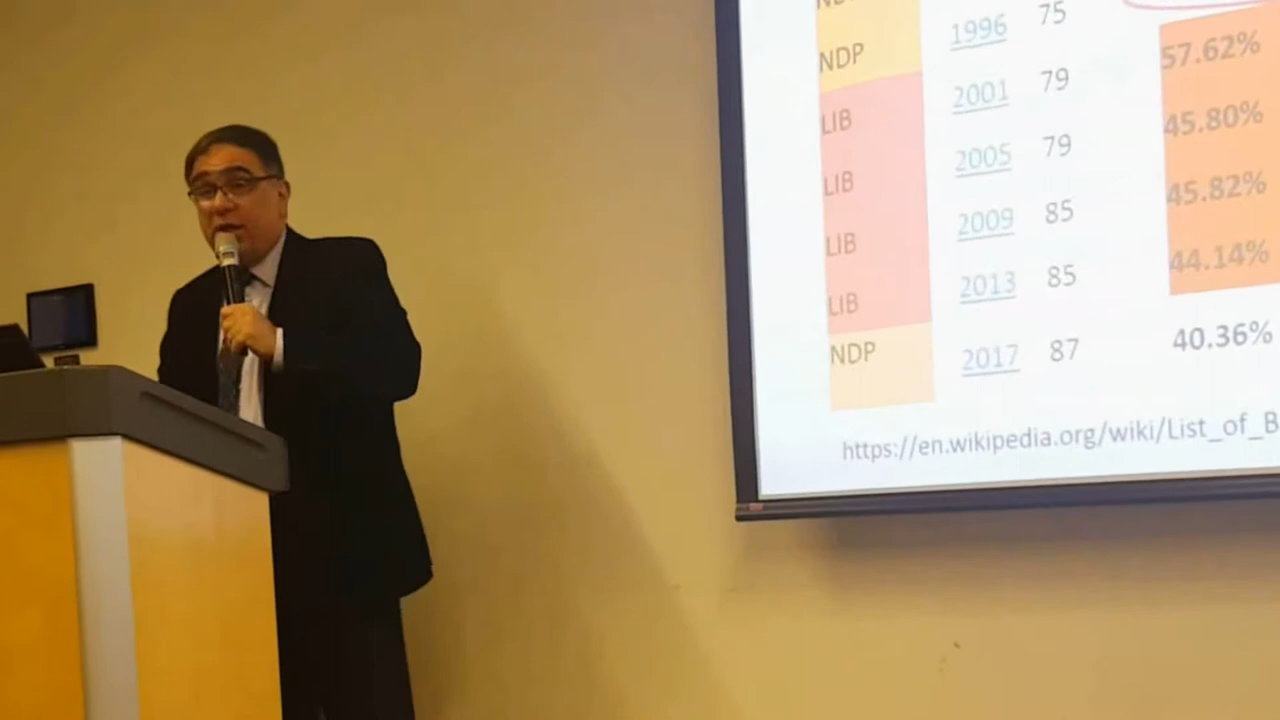 NDP 1996 75
LIB 2001 79 57.62%
LIB 2005 79 45.80%
LIB 2009 85 45.82%
LIB 2013 85 44.14%
NDP 2017 87 40.36%
https://en.wikipedia.org/wiki/List_of_B